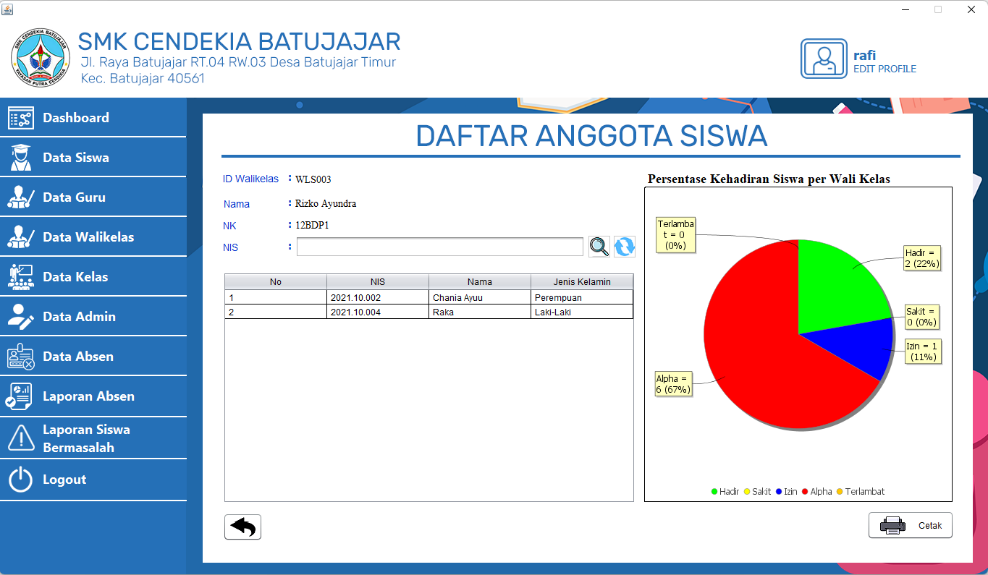 SMK CENDEKIA BATUJAJAR
Jl. Raya Batujajar RT.04 RW.03 Desa Batujajar Timur
Kec. Batujajar 40561
rafi
EDIT PROFILE
Dashboard
Data Siswa
Data Guru
Data Walikelas
Data Kelas
Data Admin
Data Absen
Laporan Absen
Laporan Siswa
Bermasalah
Logout
DAFTAR ANGGOTA SISWA
ID Walikelas : WLS003
Nama : Rizko Ayundra
NK : 12BDP1
NIS :
No NIS Nama Jenis Kelamin
1 2021.10.002 Chania Ayuu Perempuan
2 2021.10.004 Raka Laki-Laki
Persentase Kehadiran Siswa per Wali Kelas
Terlamba
t = 0
(0%)
Hadir =
2 (22%)
Sakit =
0 (0%)
Izin = 1
(11%)
Alpha =
6 (67%)
Hadir Sakit Izin Alpha Terlambat
Cetak